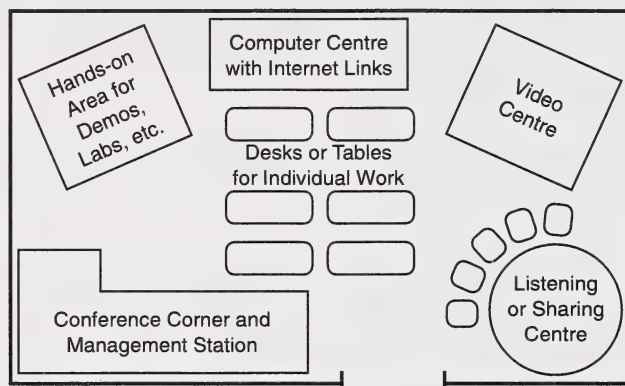 Computer Centre
with Internet Links
Hands-on
Area for
Demos,
Labs, etc.
Video
Centre
Desks or Tables
for Individual Work
Listening
or Sharing
Centre
Conference Corner and
Management Station